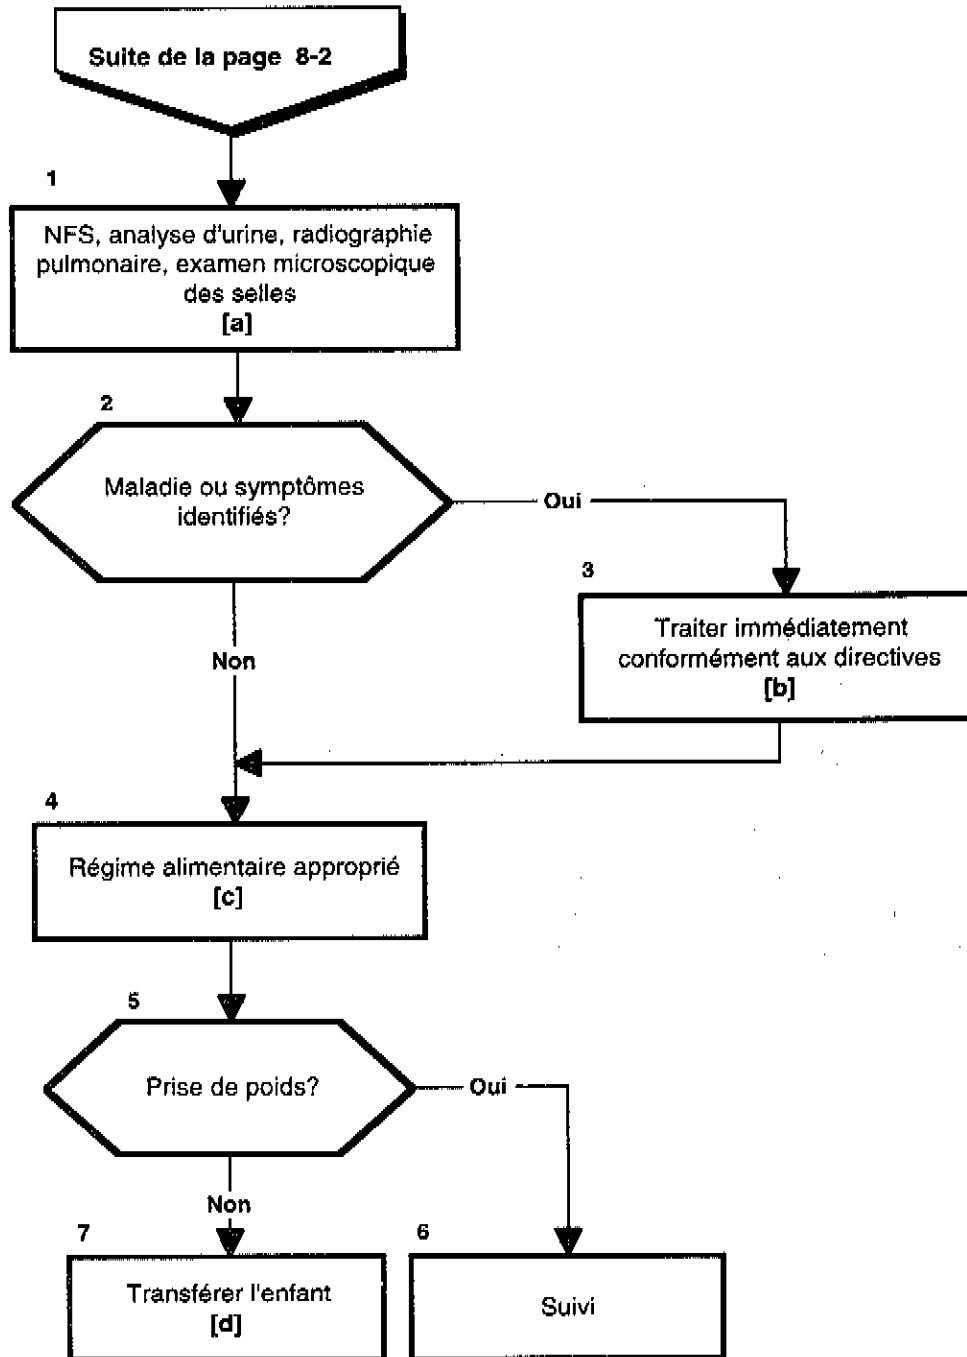 Suite de la page 8-2
1
NFS, analyse d'urine, radiographie
pulmonaire, examen microscopique
des selles
[a]
2
Maladie ou symptômes
identifiés?
Oui
3
Traiter immédiatement
conformément aux directives
[b]
Non
4
Régime alimentaire approprié
[c]
5
Prise de poids?
Oui
Non
7
Transférer l'enfant
[d]
6
Suivi